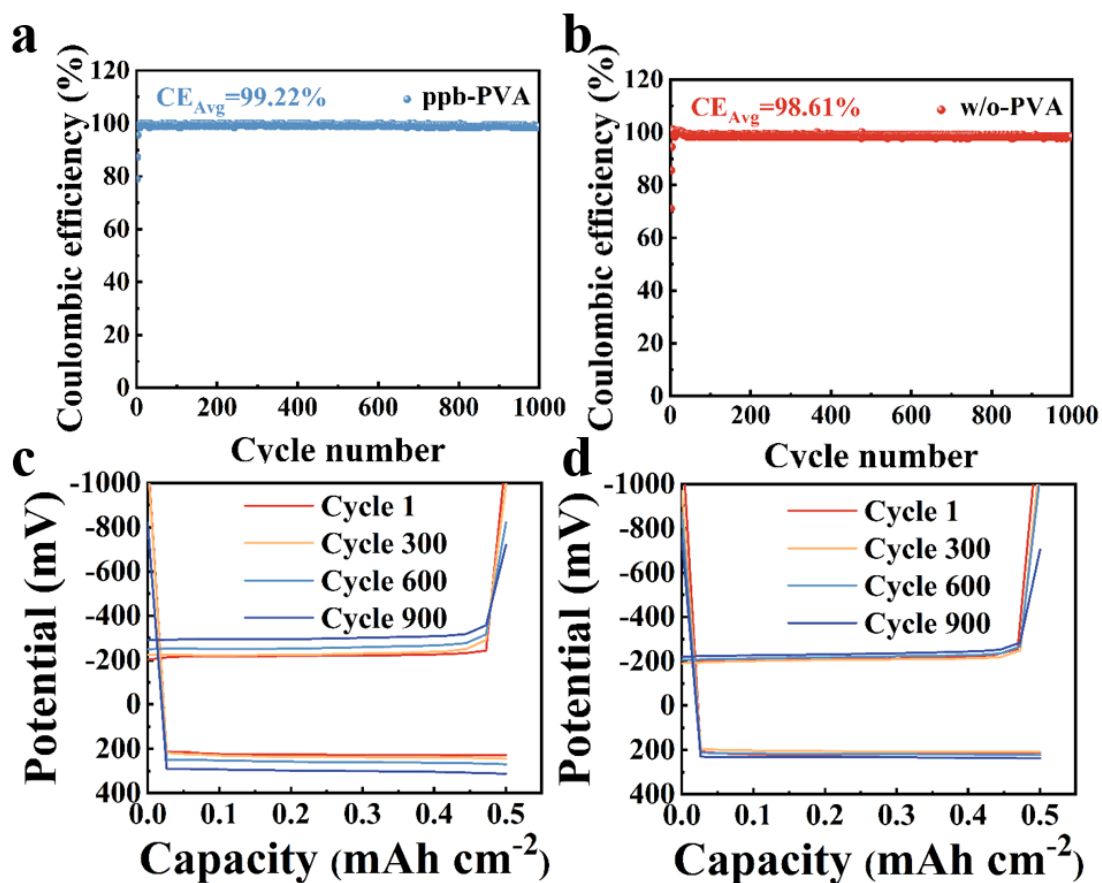 a
Coulombic efficiency (%)
120
100
80
60
40
20
0
CE_Avg=99.22%
ppb-PVA
0 200 400 600 800 1000
Cycle number
b
Coulombic efficiency (%)
120
100
80
60
40
20
0
CE_Avg=98.61%
w/o-PVA
0 200 400 600 800 1000
Cycle number
c
Potential (mV)
-1000
-800
-600
-400
-200
0
200
400
Cycle 1
Cycle 300
Cycle 600
Cycle 900
0.0 0.1 0.2 0.3 0.4 0.5
Capacity (mAh cm⁻²)
d
Potential (mV)
-1000
-800
-600
-400
-200
0
200
400
Cycle 1
Cycle 300
Cycle 600
Cycle 900
0.0 0.1 0.2 0.3 0.4 0.5
Capacity (mAh cm⁻²)